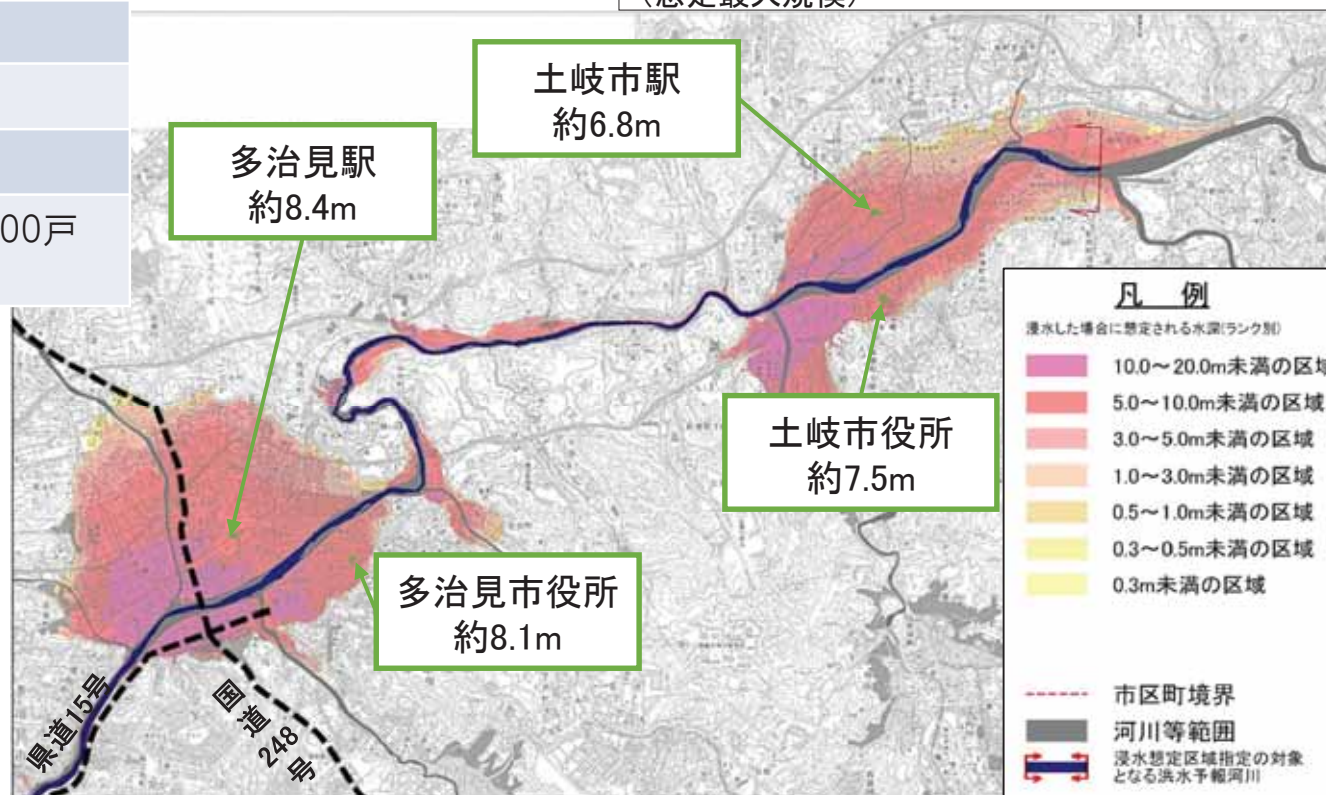 （想定最大規模）
00戸
土岐市駅
約6.8m
多治見駅
約8.4m
土岐市役所
約7.5m
多治見市役所
約8.1m
県道15号
国道
248
号
凡 例
浸水した場合に想定される水深(ランク別)
10.0～20.0m未満の区域
5.0～10.0m未満の区域
3.0～5.0m未満の区域
1.0～3.0m未満の区域
0.5～1.0m未満の区域
0.3～0.5m未満の区域
0.3m未満の区域
市区町境界
河川等範囲
浸水想定区域指定の対象
となる洪水予報河川